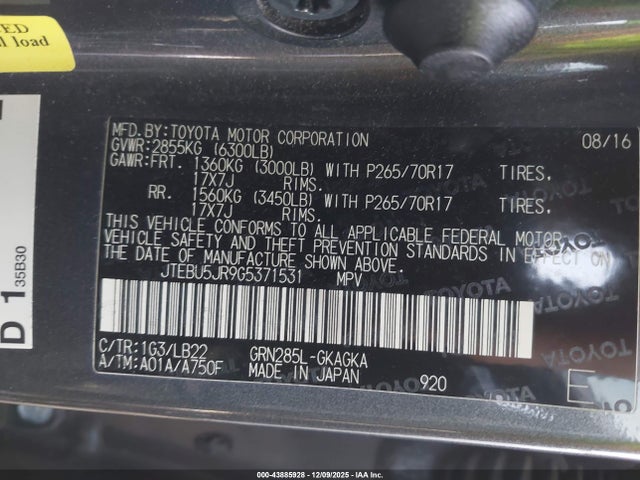 l load
D 1
35B30
MFD.BY:TOYOTA MOTOR CORPORATION 08/16
GVWR:2855KG (6300LB)
GAWR:FRT. 1360KG (3000LB) WITH P265/70R17 TIRES,
17X7J RIMS.
RR. 1560KG (3450LB) WITH P265/70R17 TIRES,
17X7J RIMS.
THIS VEHICLE CONFORMS TO ALL APPLICABLE FEDERAL MOTOR
VEHICLE SAFETY AND THEFT PREVENTION STANDARDS IN EFFECT ON
THE DATE OF MANUFACTURE SHOWN ABOVE.
JTEBU5JR9G5371531 MPV
C/TR:1G3/LB22 GRN285L-GKAGKA
A/TM:A01A/A750F MADE IN JAPAN 920
E
000-43885928 - 12/09/2025 - IAA Inc.